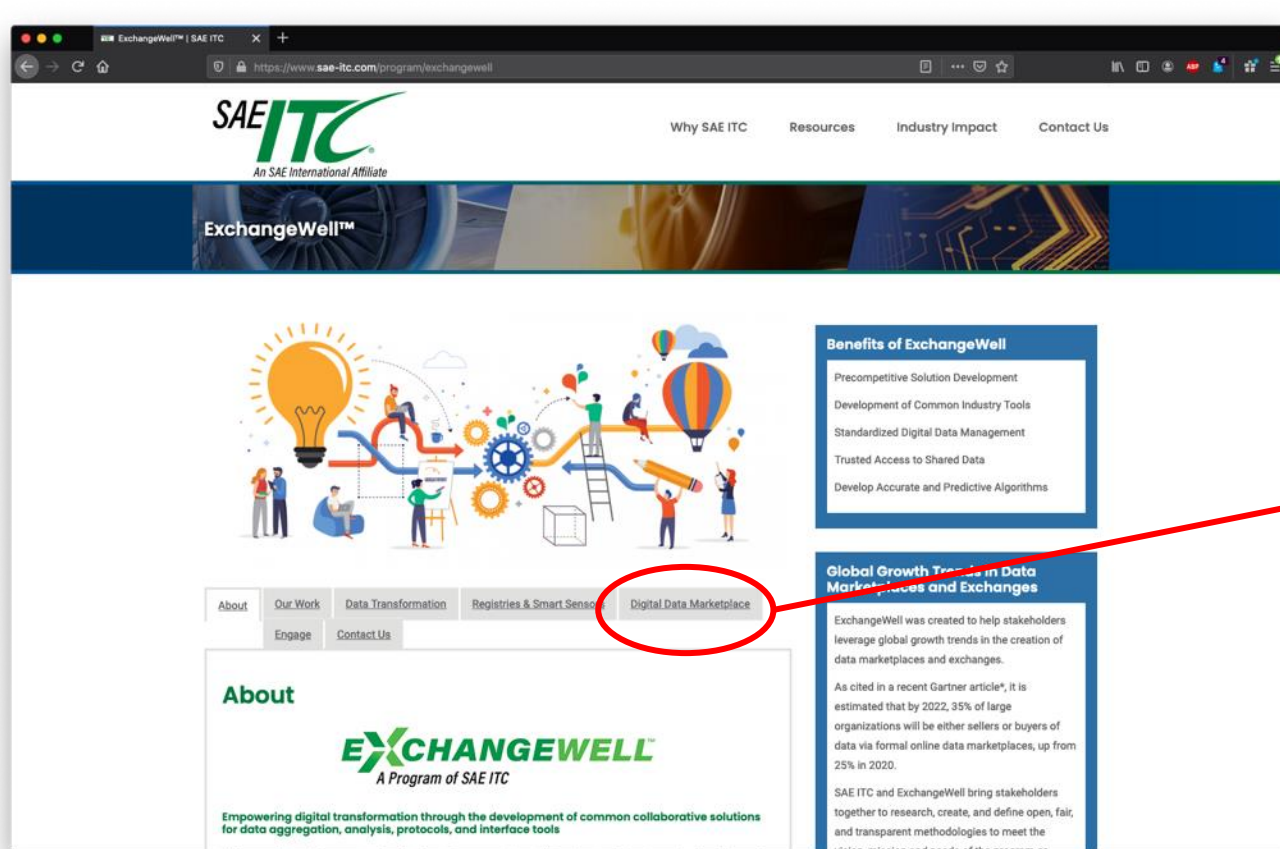 ExchangeWell™ | SAE ITC
https://www.sae-itc.com/program/exchangewell
ABP
4
SAE ITC
An SAE International Affiliate
Why SAE ITC
Resources
Industry Impact
Contact Us
ExchangeWell™
Benefits of ExchangeWell
Precompetitive Solution Development
Development of Common Industry Tools
Standardized Digital Data Management
Trusted Access to Shared Data
Develop Accurate and Predictive Algorithms
About
Our Work
Data Transformation
Registries & Smart Sensors
Digital Data Marketplace
Engage
Contact Us
About
EXCHANGEWELL™
A Program of SAE ITC
Empowering digital transformation through the development of common collaborative solutions
for data aggregation, analysis, protocols, and interface tools
Global Growth Trends in Data
Marketplaces and Exchanges
ExchangeWell was created to help stakeholders
leverage global growth trends in the creation of
data marketplaces and exchanges.
As cited in a recent Gartner article*, it is
estimated that by 2022, 35% of large
organizations will be either sellers or buyers of
data via formal online data marketplaces, up from
25% in 2020.
SAE ITC and ExchangeWell bring stakeholders
together to research, create, and define open, fair,
and transparent methodologies to meet the